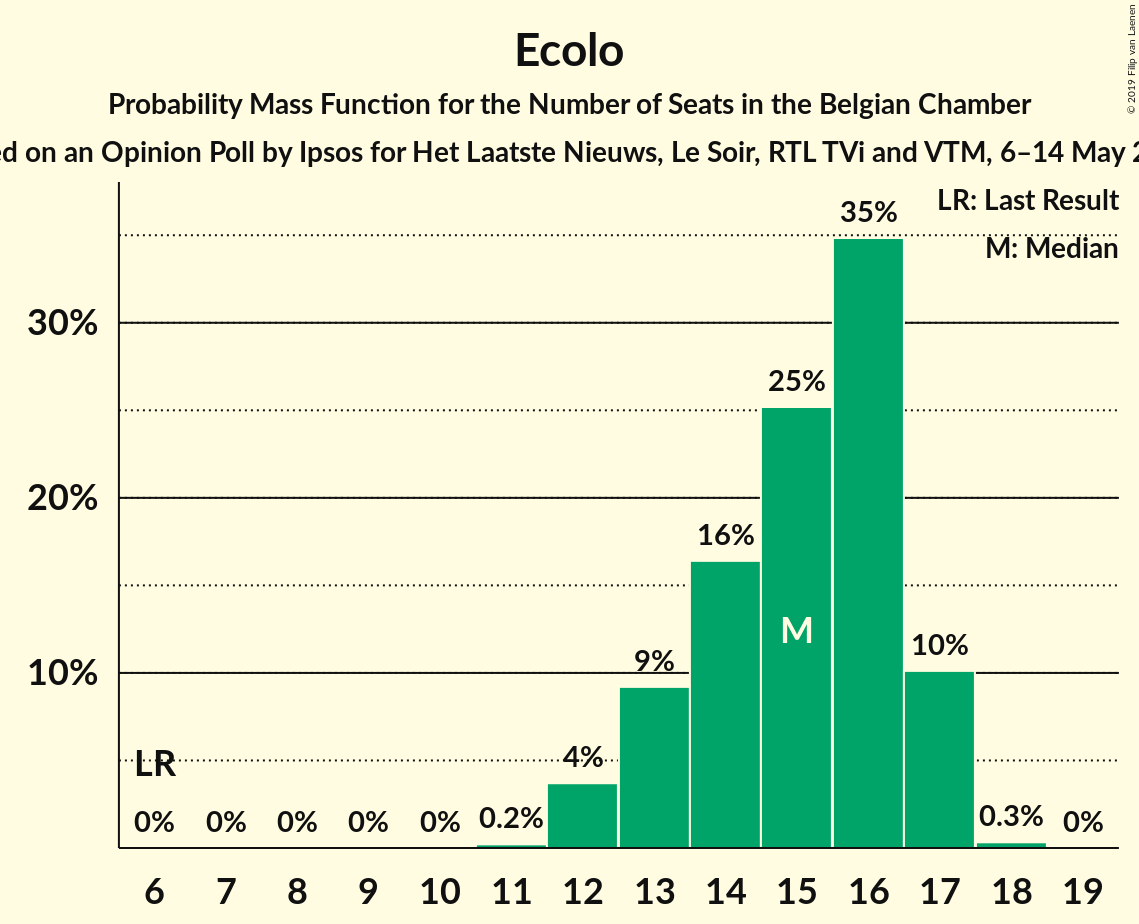 Ecolo
Probability Mass Function for the Number of Seats in the Belgian Chamber
on an Opinion Poll by Ipsos for Het Laatste Nieuws, Le Soir, RTL TVi and VTM, 6–14 May
© 2019 Filip van Laenen
LR: Last Result
M: Median
35%
30%
25%
20%
16%
M
10%
10%
9%
LR
4%
0% 0% 0% 0% 0% 0.2% 0.3% 0%
6 7 8 9 10 11 12 13 14 15 16 17 18 19